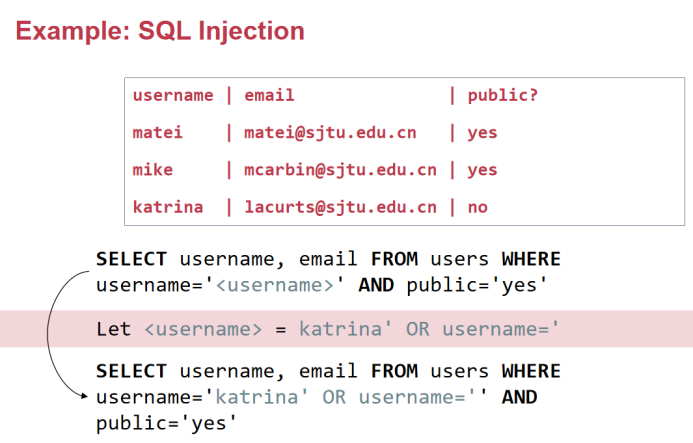 Example: SQL Injection
username | email | public?
matei | matei@sjtu.edu.cn | yes
mike | mcarbin@sjtu.edu.cn | yes
katrina | lacurts@sjtu.edu.cn | no
SELECT username, email FROM users WHERE
username='<username>' AND public='yes'
Let <username> = katrina' OR username='
SELECT username, email FROM users WHERE
username='katrina' OR username='' AND
public='yes'